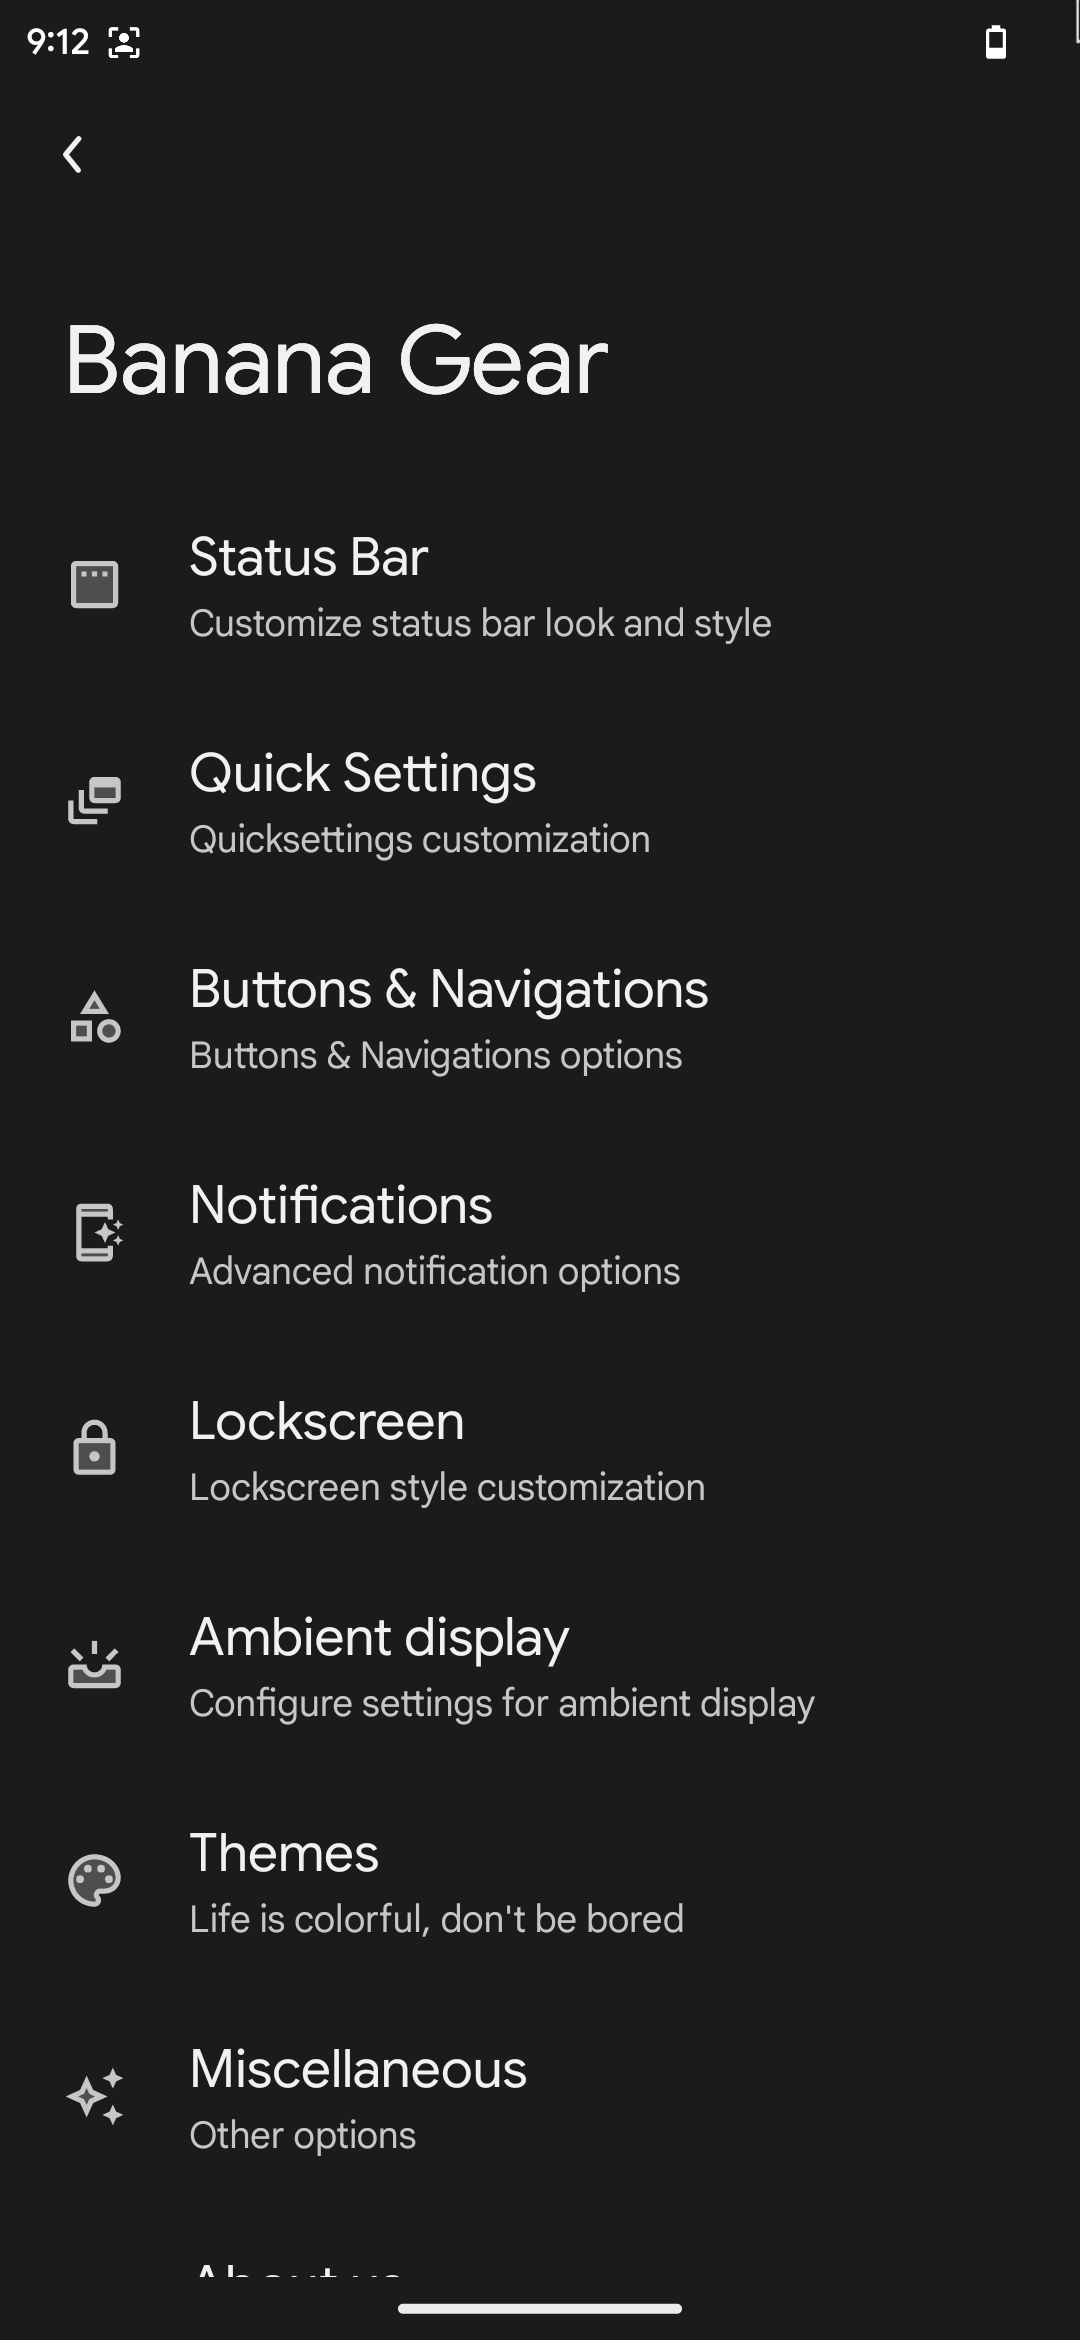 9:12
Banana Gear
Status Bar
Customize status bar look and style
Quick Settings
Quicksettings customization
Buttons & Navigations
Buttons & Navigations options
Notifications
Advanced notification options
Lockscreen
Lockscreen style customization
Ambient display
Configure settings for ambient display
Themes
Life is colorful, don't be bored
Miscellaneous
Other options
About us